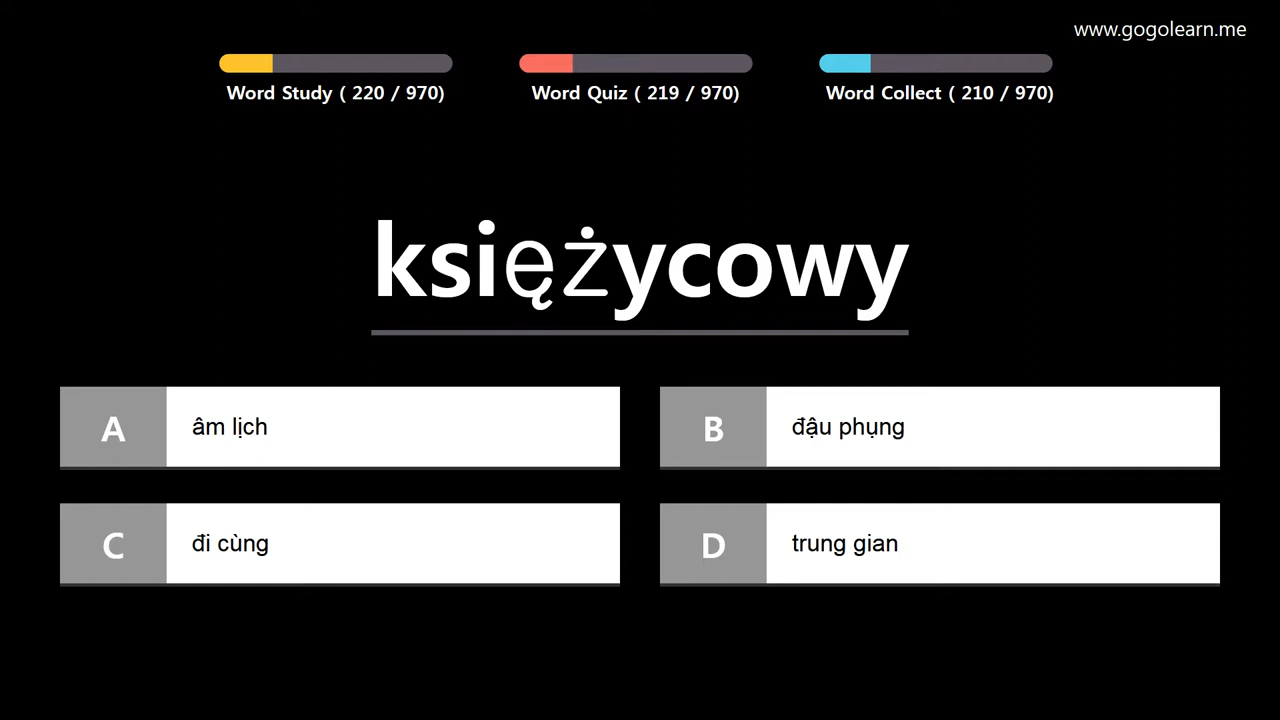 www.gogolearn.me
Word Study ( 220 / 970)
Word Quiz ( 219 / 970)
Word Collect ( 210 / 970)
księżycowy
A
âm lịch
B
đậu phụng
C
đi cùng
D
trung gian